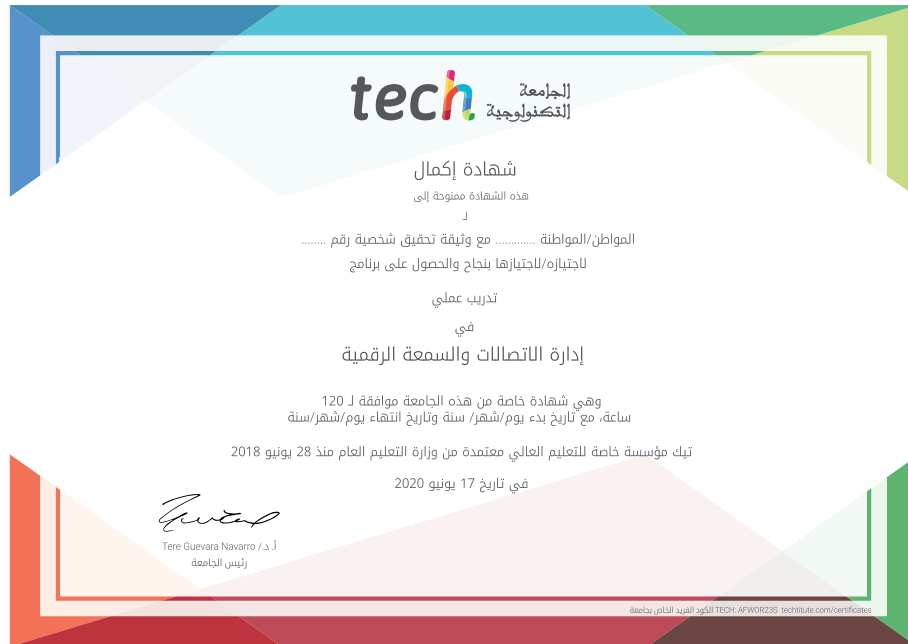 tech الجامعة
التكنولوجية
شهادة إكمال
هذه الشهادة ممنوحة إلى
لـ
المواطن/المواطنة ............. مع وثيقة تحقيق شخصية رقم ........
لاجتيازه/لاجتيازها بنجاح والحصول على برنامج
تدريب عملي
في
إدارة الاتصالات والسمعة الرقمية
وهي شهادة خاصة من هذه الجامعة موافقة لـ 120
ساعة، مع تاريخ بدء يوم/شهر/ سنة وتاريخ انتهاء يوم/شهر/سنة
تيك مؤسسة خاصة للتعليم العالي معتمدة من وزارة التعليم العام منذ 28 يونيو 2018
في تاريخ 17 يونيو 2020
أ. د./ Tere Guevara Navarro
رئيس الجامعة
الكود الفريد الخاص بجامعة TECH: AFWOR23S techtitute.com/certificates